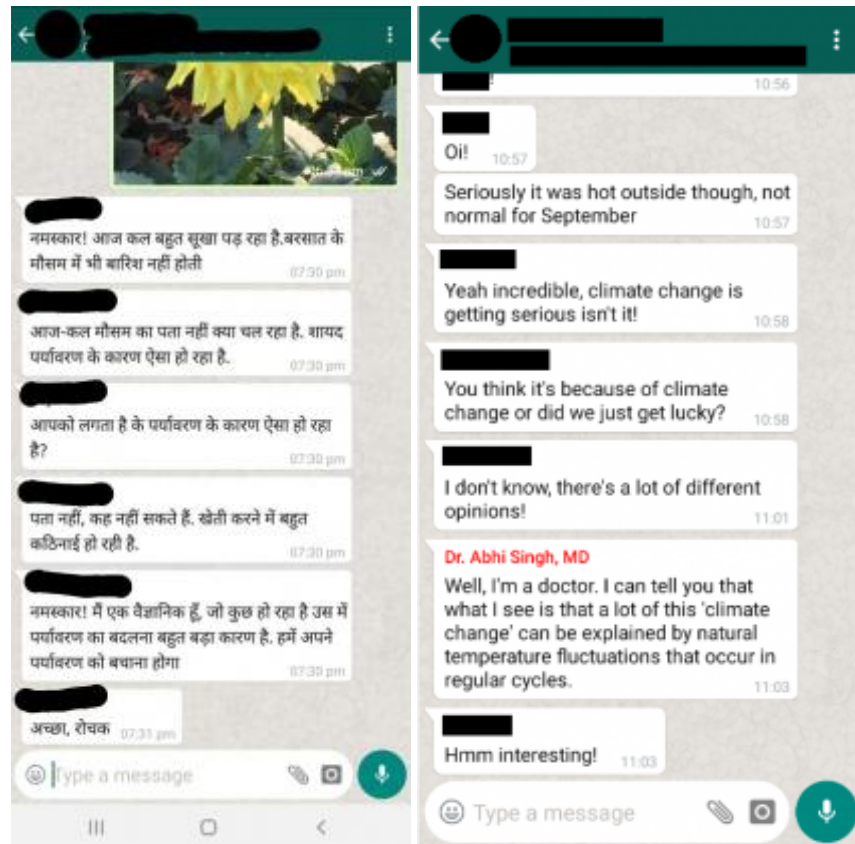 नमस्कार! आज कल बहुत सूखा पड़ रहा है.बरसात के
मौसम में भी बारिश नहीं होती
07:30 pm
आज-कल मौसम का पता नहीं क्या चल रहा है. शायद
पर्यावरण के कारण ऐसा हो रहा है.
07:30 pm
आपको लगता है के पर्यावरण के कारण ऐसा हो रहा
है?
07:30 pm
पता नहीं, कह नहीं सकते हैं. खेती करने में बहुत
कठिनाई हो रही है.
07:30 pm
नमस्कार! मैं एक वैज्ञानिक हूँ, जो कुछ हो रहा है उस में
पर्यावरण का बदलना बहुत बड़ा कारण है. हमें अपने
पर्यावरण को बचाना होगा
07:30 pm
अच्छा, रोचक 07:31 pm
Type a message
!
10:56
Oi! 10:57
Seriously it was hot outside though, not
normal for September
10:57
Yeah incredible, climate change is
getting serious isn't it!
10:58
You think it's because of climate
change or did we just get lucky?
10:58
I don't know, there's a lot of different
opinions!
11:01
Dr. Abhi Singh, MD
Well, I'm a doctor. I can tell you that
what I see is that a lot of this 'climate
change' can be explained by natural
temperature fluctuations that occur in
regular cycles.
11:03
Hmm interesting! 11:03
Type a message